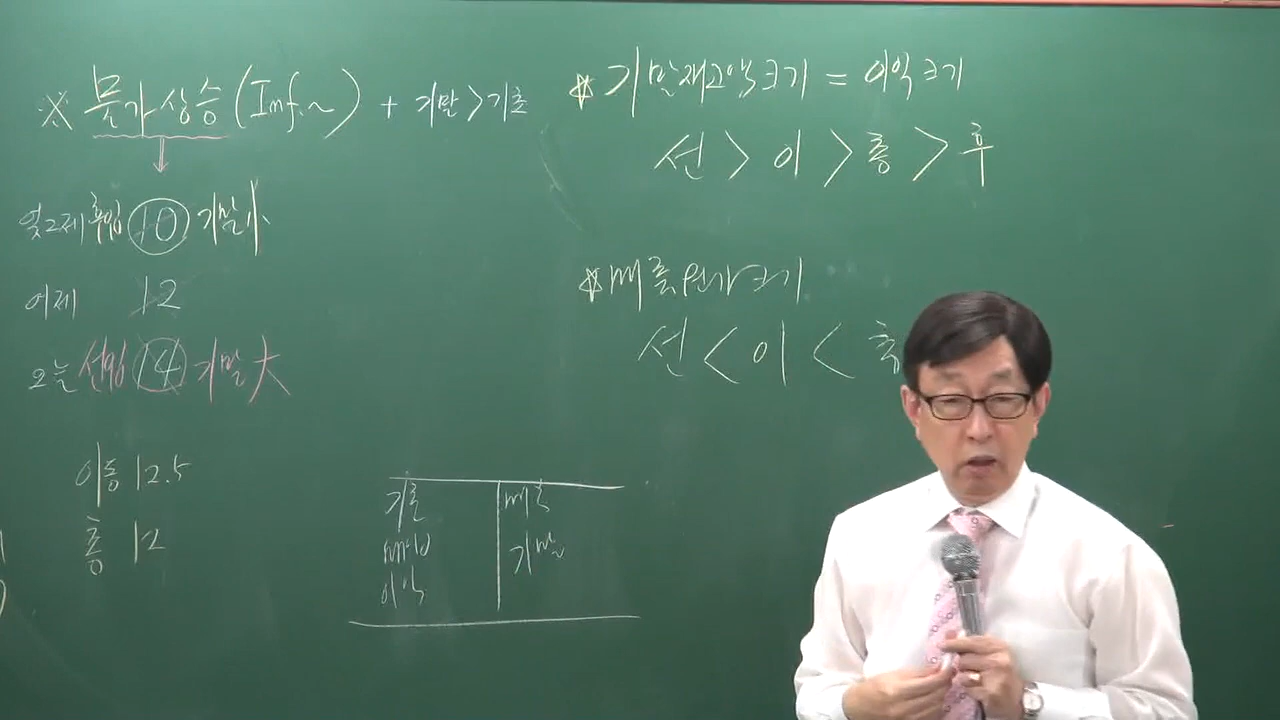 ※ 물가상승(Inf.~) + 기말>기초
엊그제 후입 10 기말小
어제 12
오늘 선입 14 기말大
이동 12.5
총 12
기초 매출
매입 기말
이익
☆기말재고액크기 = 이익크기
선>이>총>후
☆매출원가크기
선<이<총